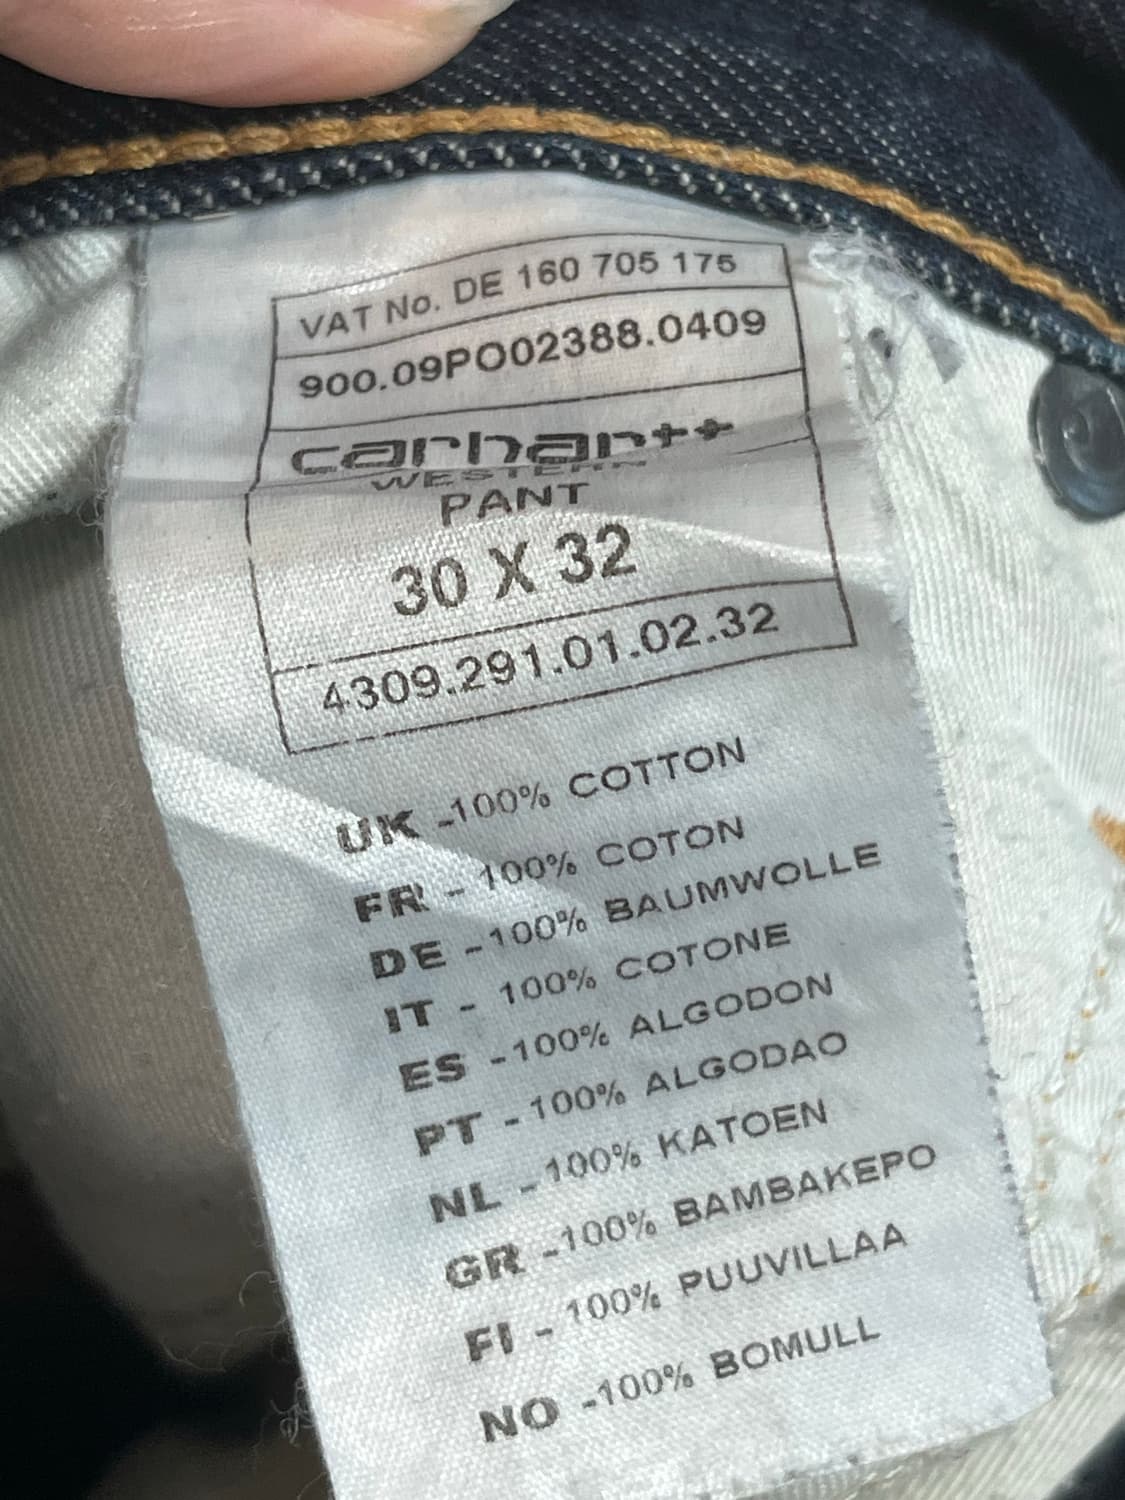 VAT No. DE 160 705 175
900.09PO02388.0409
carhartt
WESTERN
PANT
30 X 32
4309.291.01.02.32
UK -100% COTTON
FR - 100% COTON
DE -100% BAUMWOLLE
IT - 100% COTONE
ES -100% ALGODON
PT -100% ALGODAO
NL -100% KATOEN
GR -100% BAMBAKEPO
FI - 100% PUUVILLAA
NO -100% BOMULL